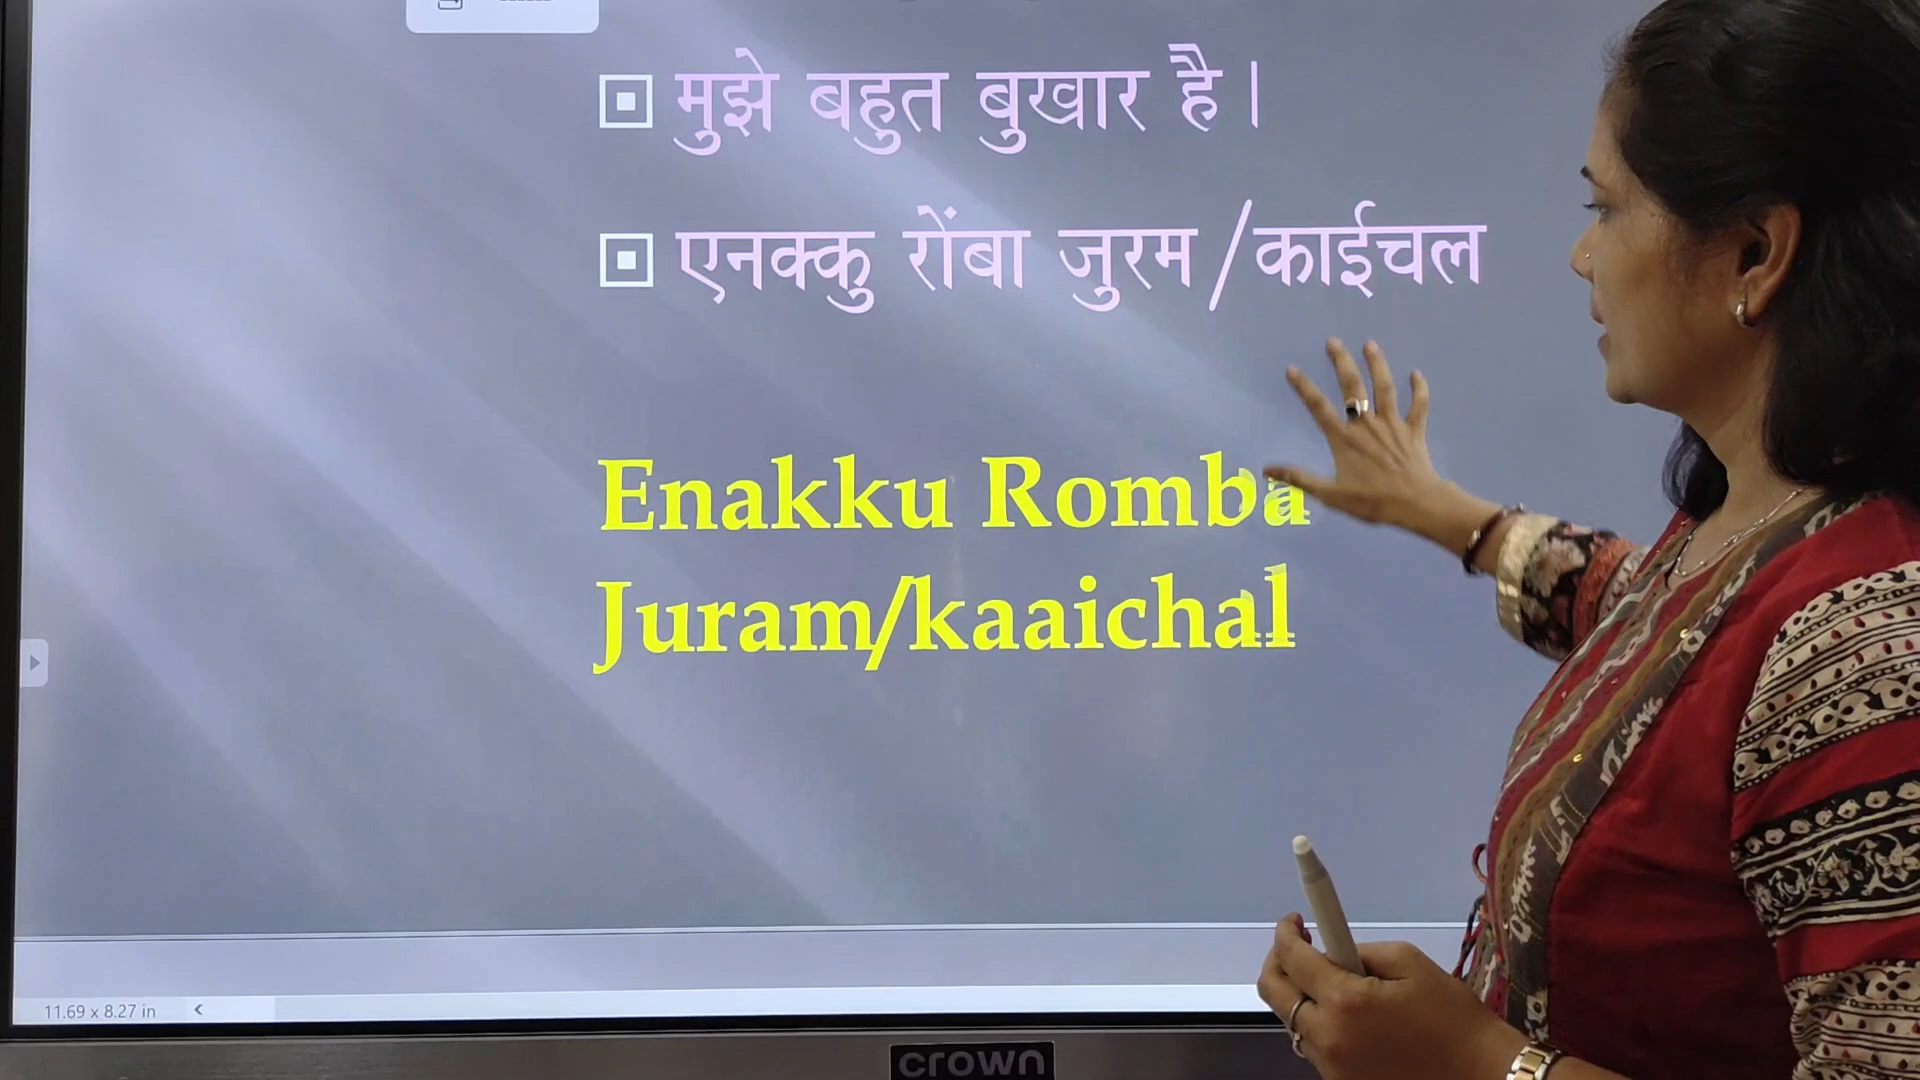 मुझे बहुत बुखार है।
एनक्कु रोंबा जुरम/काईचल
Enakku Romba
Juram/kaaichal
11.69 x 8.27 in
crown